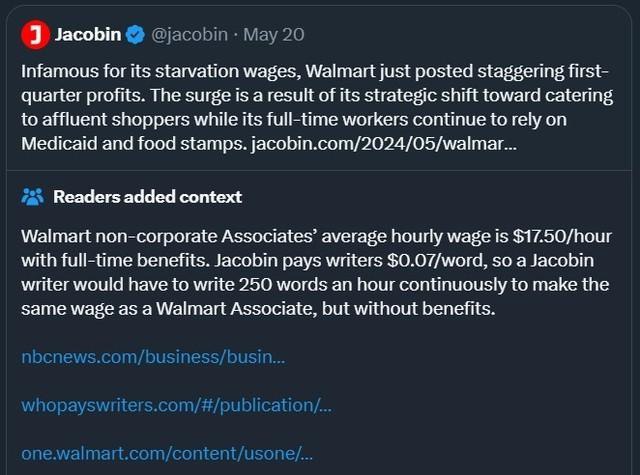 Jacobin @jacobin · May 20
Infamous for its starvation wages, Walmart just posted staggering first-
quarter profits. The surge is a result of its strategic shift toward catering
to affluent shoppers while its full-time workers continue to rely on
Medicaid and food stamps. jacobin.com/2024/05/walmar...
Readers added context
Walmart non-corporate Associates' average hourly wage is $17.50/hour
with full-time benefits. Jacobin pays writers $0.07/word, so a Jacobin
writer would have to write 250 words an hour continuously to make the
same wage as a Walmart Associate, but without benefits.
nbcnews.com/business/busin...
whopayswriters.com/#/publication/...
one.walmart.com/content/usone/...